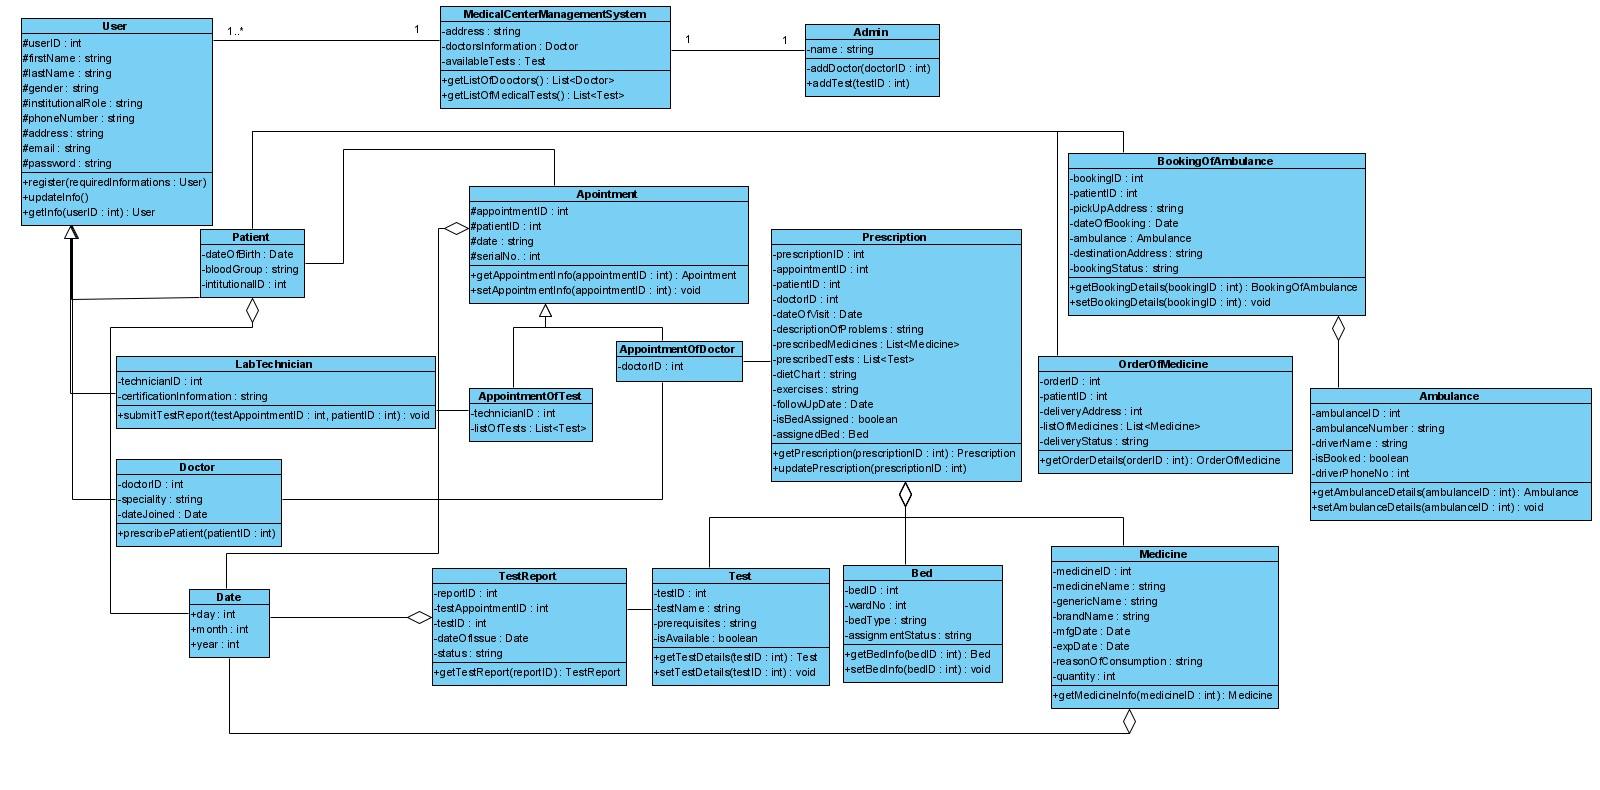 User
#userID : int
#firstName : string
#lastName : string
#gender : string
#institutionalRole : string
#phoneNumber : string
#address : string
#email : string
#password : string
+register(requiredInformations : User)
+updateInfo()
+getInfo(userID : int) : User
1..*
1
MedicalCenterManagementSystem
-address : string
-doctorsInformation : Doctor
-availableTests : Test
+getListOfDooctors() : List<Doctor>
+getListOfMedicalTests() : List<Test>
1
1
Admin
-name : string
-addDoctor(doctorID : int)
+addTest(testID : int)
Patient
-dateOfBirth : Date
-bloodGroup : string
-intitutionalID : int
Apointment
#appointmentID : int
#patientID : int
#date : string
#serialNo. : int
+getAppointmentInfo(appointmentID : int) : Apointment
+setAppointmentInfo(appointmentID : int) : void
Prescription
-prescriptionID : int
-appointmentID : int
-patientID : int
-doctorID : int
-dateOfVisit : Date
-descriptionOfProblems : string
-prescribedMedicines : List<Medicine>
-prescribedTests : List<Test>
-dietChart : string
-exercises : string
-followUpDate : Date
-isBedAssigned : boolean
-assignedBed : Bed
+getPrescription(prescriptionID : int) : Prescription
+updatePrescription(prescriptionID : int)
BookingOfAmbulance
-bookingID : int
-patientID : int
-pickUpAddress : string
-dateOfBooking : Date
-ambulance : Ambulance
-destinationAddress : string
-bookingStatus : string
+getBookingDetails(bookingID : int) : BookingOfAmbulance
+setBookingDetails(bookingID : int) : void
LabTechnician
-technicianID : int
-certificationInformation : string
+submitTestReport(testAppointmentID : int, patientID : int) : void
AppointmentOfTest
-technicianID : int
-listOfTests : List<Test>
AppointmentOfDoctor
-doctorID : int
OrderOfMedicine
-orderID : int
-patientID : int
-deliveryAddress : int
-listOfMedicines : List<Medicine>
-deliveryStatus : string
+getOrderDetails(orderID : int) : OrderOfMedicine
Ambulance
-ambulanceID : int
-ambulanceNumber : string
-driverName : string
-isBooked : boolean
-driverPhoneNo : int
+getAmbulanceDetails(ambulanceID : int) : Ambulance
+setAmbulanceDetails(ambulanceID : int) : void
Doctor
-doctorID : int
-speciality : string
-dateJoined : Date
+prescribePatient(patientID : int)
Date
+day : int
+month : int
+year : int
TestReport
-reportID : int
-testAppointmentID : int
-testID : int
-dateOfIssue : Date
-status : string
+getTestReport(reportID) : TestReport
Test
-testID : int
-testName : string
-prerequisites : string
-isAvailable : boolean
+getTestDetails(testID : int) : Test
+setTestDetails(testID : int) : void
Bed
-bedID : int
-wardNo : int
-bedType : string
-assignmentStatus : string
+getBedInfo(bedID : int) : Bed
+setBedInfo(bedID : int) : void
Medicine
-medicineID : int
-medicineName : string
-genericName : string
-brandName : string
-mfgDate : Date
-expDate : Date
-reasonOfConsumption : string
-quantity : int
+getMedicineInfo(medicineID : int) : Medicine